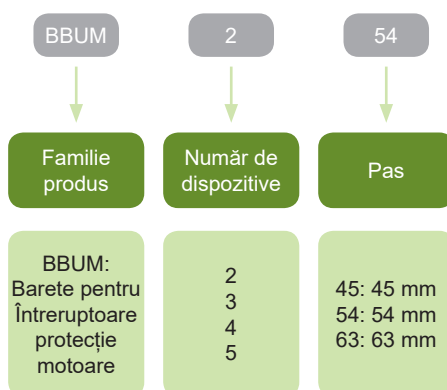 BBUM
2
54
Familie
produs
Număr de
dispozitive
Pas
BBUM:
Barete pentru
Întreruptoare
protecție
motoare
2
3
4
5
45: 45 mm
54: 54 mm
63: 63 mm